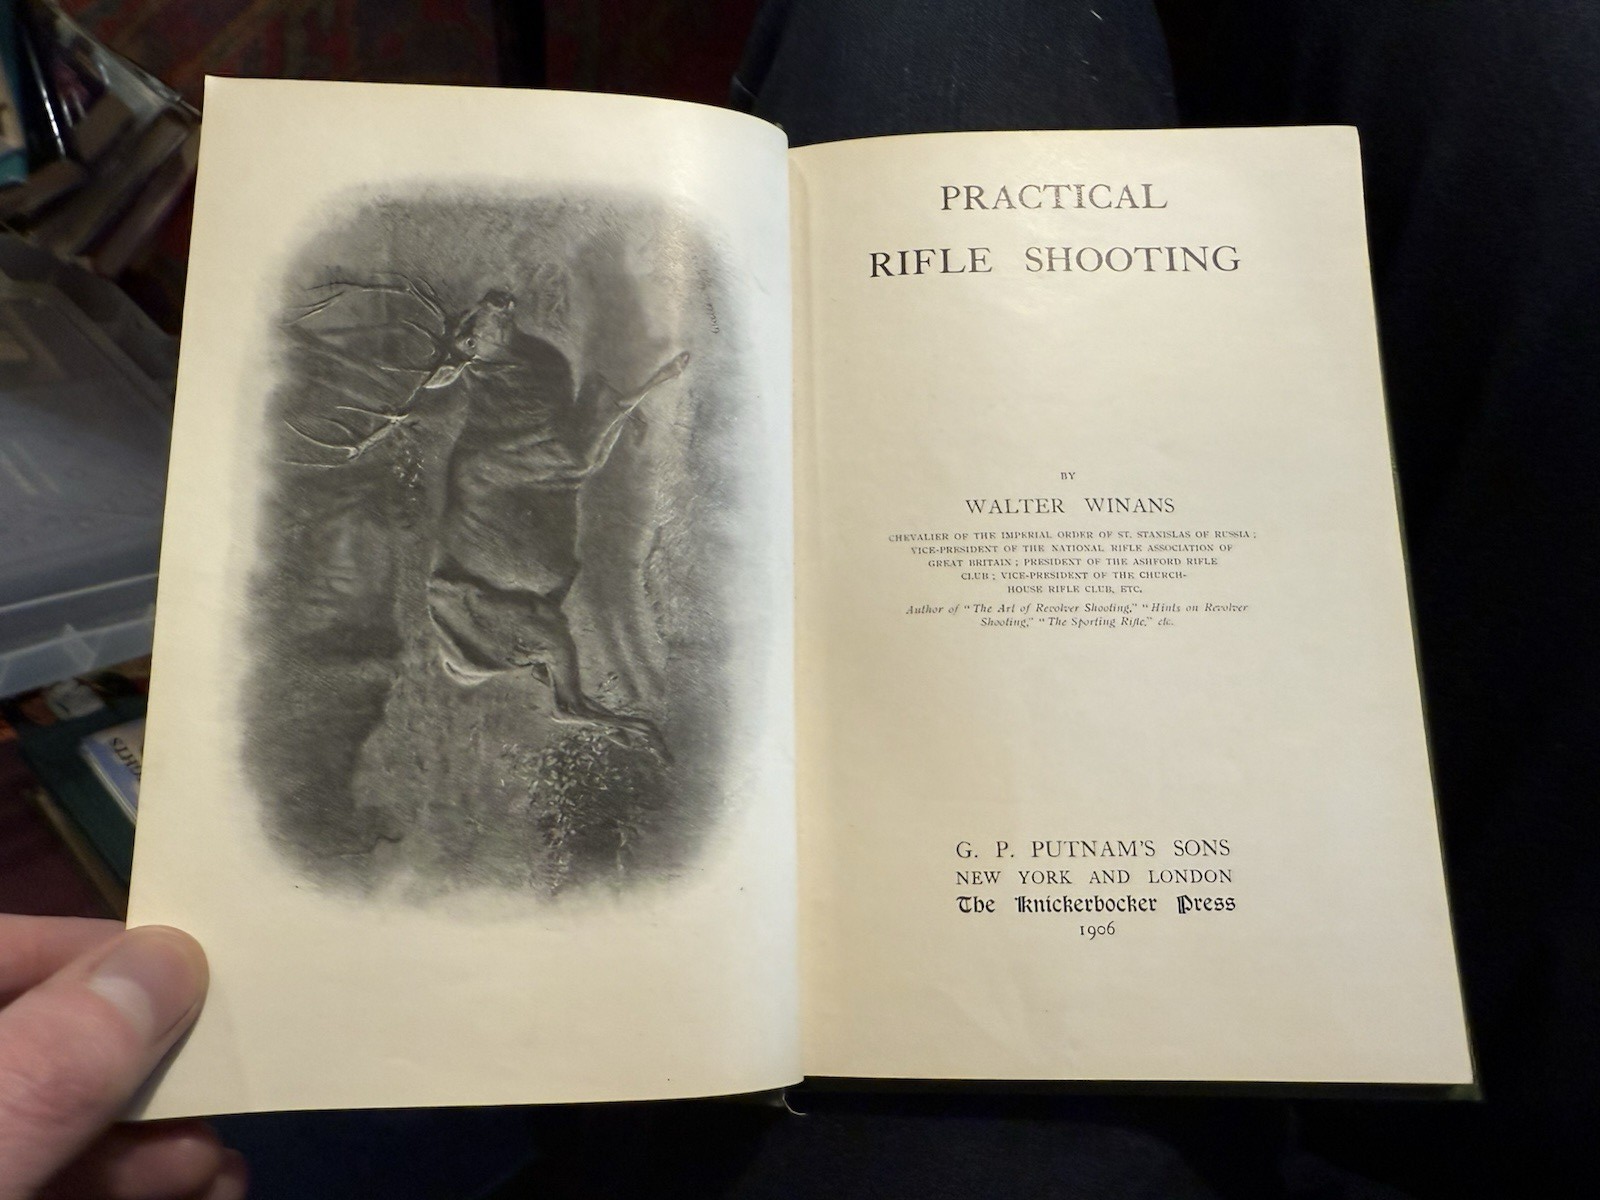 PRACTICAL
RIFLE SHOOTING
BY
WALTER WINANS
CHEVALIER OF THE IMPERIAL ORDER OF ST. STANISLAS OF RUSSIA ;
VICE-PRESIDENT OF THE NATIONAL RIFLE ASSOCIATION OF
GREAT BRITAIN ; PRESIDENT OF THE ASHFORD RIFLE
CLUB ; VICE-PRESIDENT OF THE CHURCH-
HOUSE RIFLE CLUB, ETC.
Author of "The Art of Revolver Shooting," "Hints on Revolver
Shooting," "The Sporting Rifle," etc.
G. P. PUTNAM'S SONS
NEW YORK AND LONDON
The Knickerbocker Press
1906